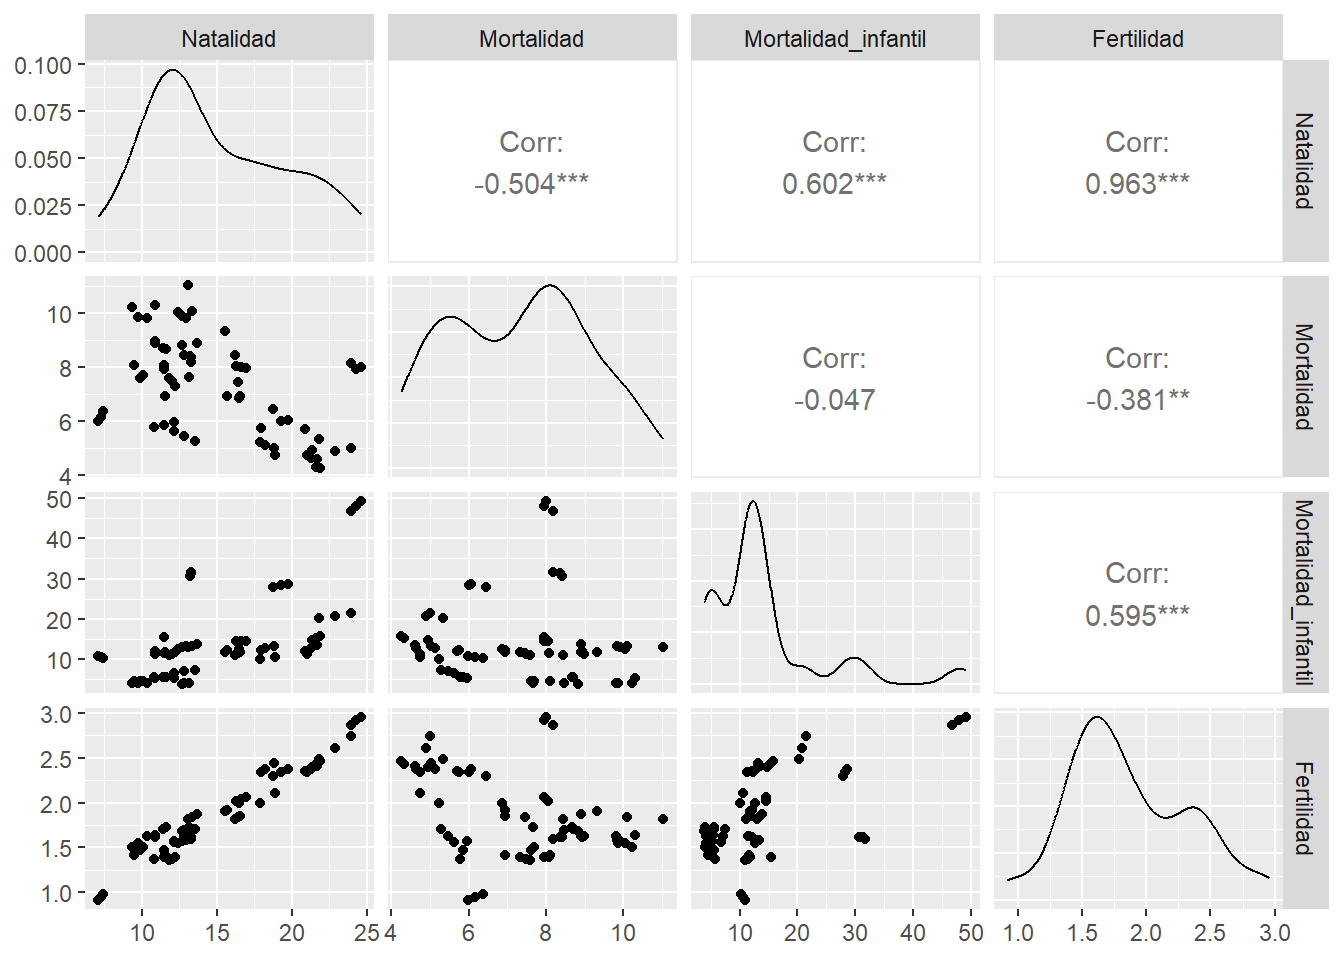 Natalidad Mortalidad Mortalidad_infantil Fertilidad
0.100
0.075
0.050
0.025
0.000
Corr:
-0.504***
Corr:
0.602***
Corr:
0.963***
Natalidad
10
8
6
4
Corr:
-0.047
Corr:
-0.381**
Mortalidad
50
40
30
20
10
Corr:
0.595***
Mortalidad_infantil
3.0
2.5
2.0
1.5
1.0
Fertilidad
10 15 20 25 4 6 8 10 10 20 30 40 50 1.0 1.5 2.0 2.5 3.0